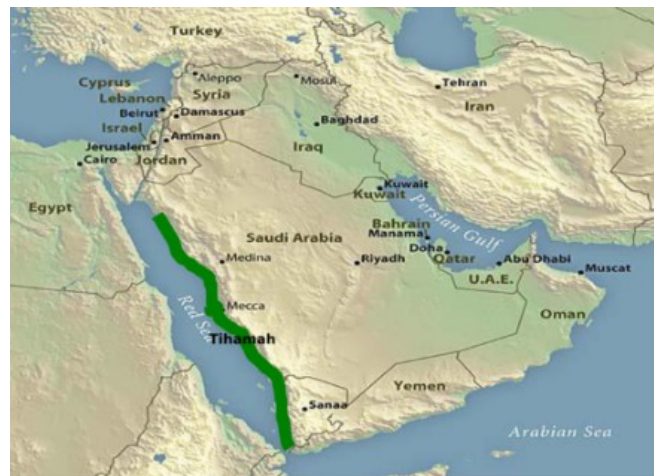 Turkey
Cyprus
Aleppo
Mosul
Tehran
Lebanon
Syria
Iran
Beirut
Damascus
Israel
Baghdad
Amman
Jerusalem
Iraq
Cairo
Jordan
Kuwait
Kuwait
Egypt
Persian Gulf
Bahrain
Saudi Arabia
Manama
Doha
Medina
Riyadh
Qatar
Abu Dhabi
Muscat
U.A.E.
Red Sea
Mecca
Oman
Tihamah
Yemen
Sanaa
Arabian Sea